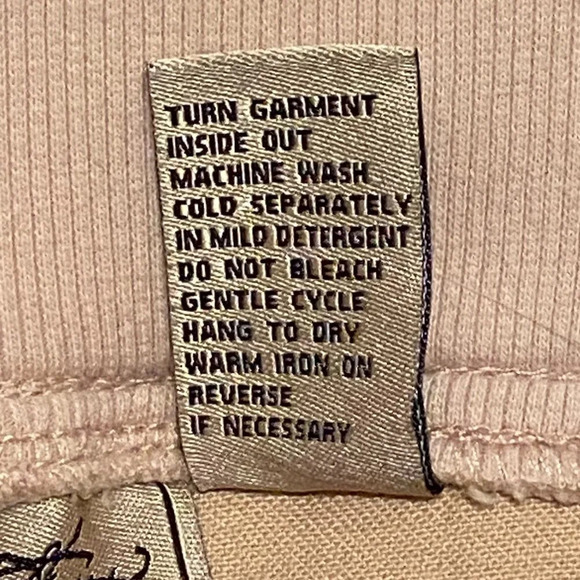 TURN GARMENT
INSIDE OUT
MACHINE WASH
COLD SEPARATELY
IN MILD DETERGENT
DO NOT BLEACH
GENTLE CYCLE
HANG TO DRY
WARM IRON ON
REVERSE
IF NECESSARY